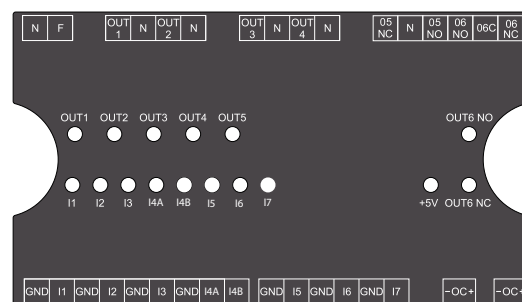 N F OUT 1 N OUT 2 N OUT 3 N OUT 4 N 05 NC N 05 NO 06 NO 06C 06 NC
OUT1 OUT2 OUT3 OUT4 OUT5 OUT6 NO
I1 I2 I3 I4A I4B I5 I6 I7 +5V OUT6 NC
GND I1 GND I2 GND I3 GND I4A I4B GND I5 GND I6 GND I7 −OC+ −OC+